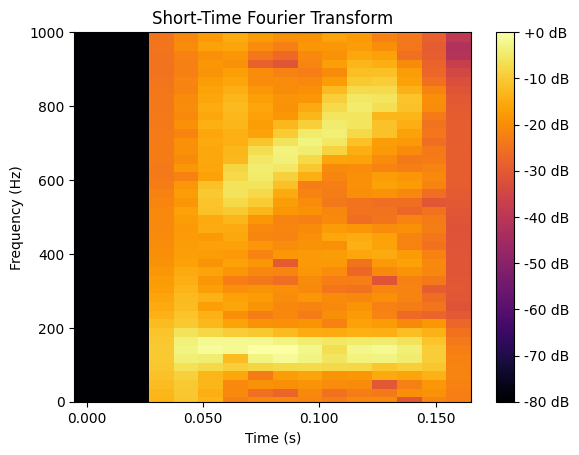 Short-Time Fourier Transform
1000
800
600
400
200
0
Frequency (Hz)
0.000
0.050
0.100
0.150
Time (s)
+0 dB
-10 dB
-20 dB
-30 dB
-40 dB
-50 dB
-60 dB
-70 dB
-80 dB